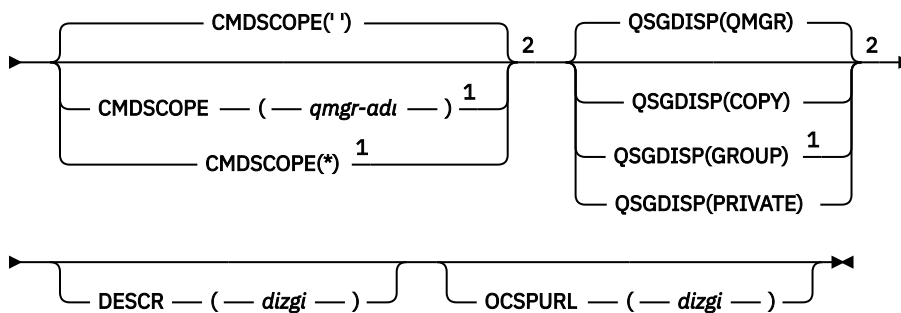 CMDSCOPE(' ')
2
CMDSCOPE ( qmgr-adı ) 1
CMDSCOPE(*) 1
QSGDISP(QMGR)
2
QSGDISP(COPY)
QSGDISP(GROUP) 1
QSGDISP(PRIVATE)
DESCR ( dizgi )
OCSPURL ( dizgi )